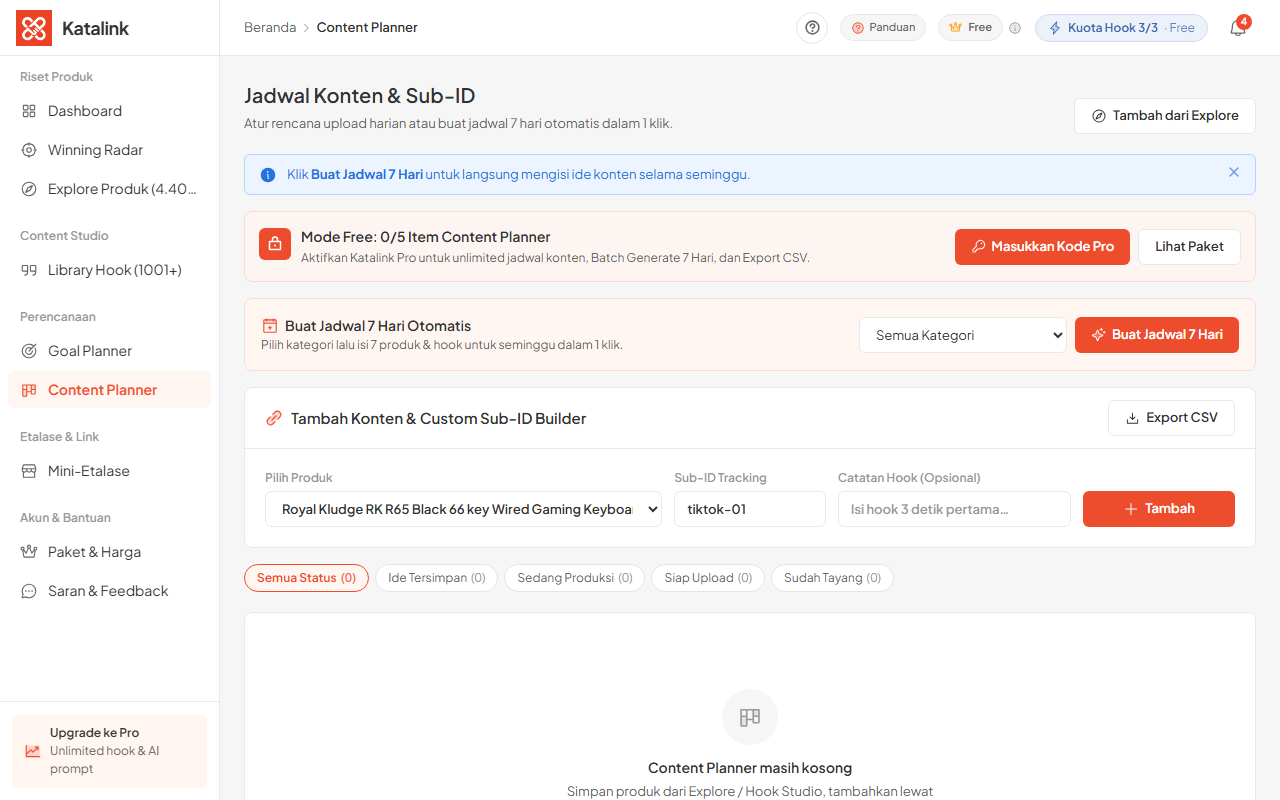 Katalink
Beranda > Content Planner
Panduan
Free
Kuota Hook 3/3 · Free
4
Riset Produk
Dashboard
Winning Radar
Explore Produk (4.40...
Content Studio
Library Hook (1001+)
Perencanaan
Goal Planner
Content Planner
Etalase & Link
Mini-Etalase
Akun & Bantuan
Paket & Harga
Saran & Feedback
Upgrade ke Pro
Unlimited hook & AI
prompt
Jadwal Konten & Sub-ID
Atur rencana upload harian atau buat jadwal 7 hari otomatis dalam 1 klik.
Tambah dari Explore
Klik Buat Jadwal 7 Hari untuk langsung mengisi ide konten selama seminggu.
Mode Free: 0/5 Item Content Planner
Aktifkan Katalink Pro untuk unlimited jadwal konten, Batch Generate 7 Hari, dan Export CSV.
Masukkan Kode Pro
Lihat Paket
Buat Jadwal 7 Hari Otomatis
Pilih kategori lalu isi 7 produk & hook untuk seminggu dalam 1 klik.
Semua Kategori
Buat Jadwal 7 Hari
Tambah Konten & Custom Sub-ID Builder
Export CSV
Pilih Produk
Sub-ID Tracking
Catatan Hook (Opsional)
Royal Kludge RK R65 Black 66 key Wired Gaming Keyboar
tiktok-01
Isi hook 3 detik pertama...
Tambah
Semua Status (0)
Ide Tersimpan (0)
Sedang Produksi (0)
Siap Upload (0)
Sudah Tayang (0)
Content Planner masih kosong
Simpan produk dari Explore / Hook Studio, tambahkan lewat